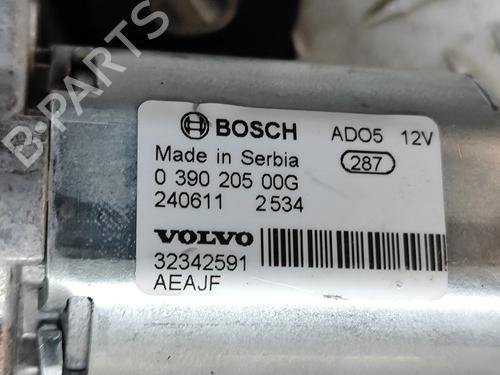 BOSCH ADO5 12V
Made in Serbia 287
0 390 205 00G
240611 2534
VOLVO
32342591
AEAJF
B-PARTS